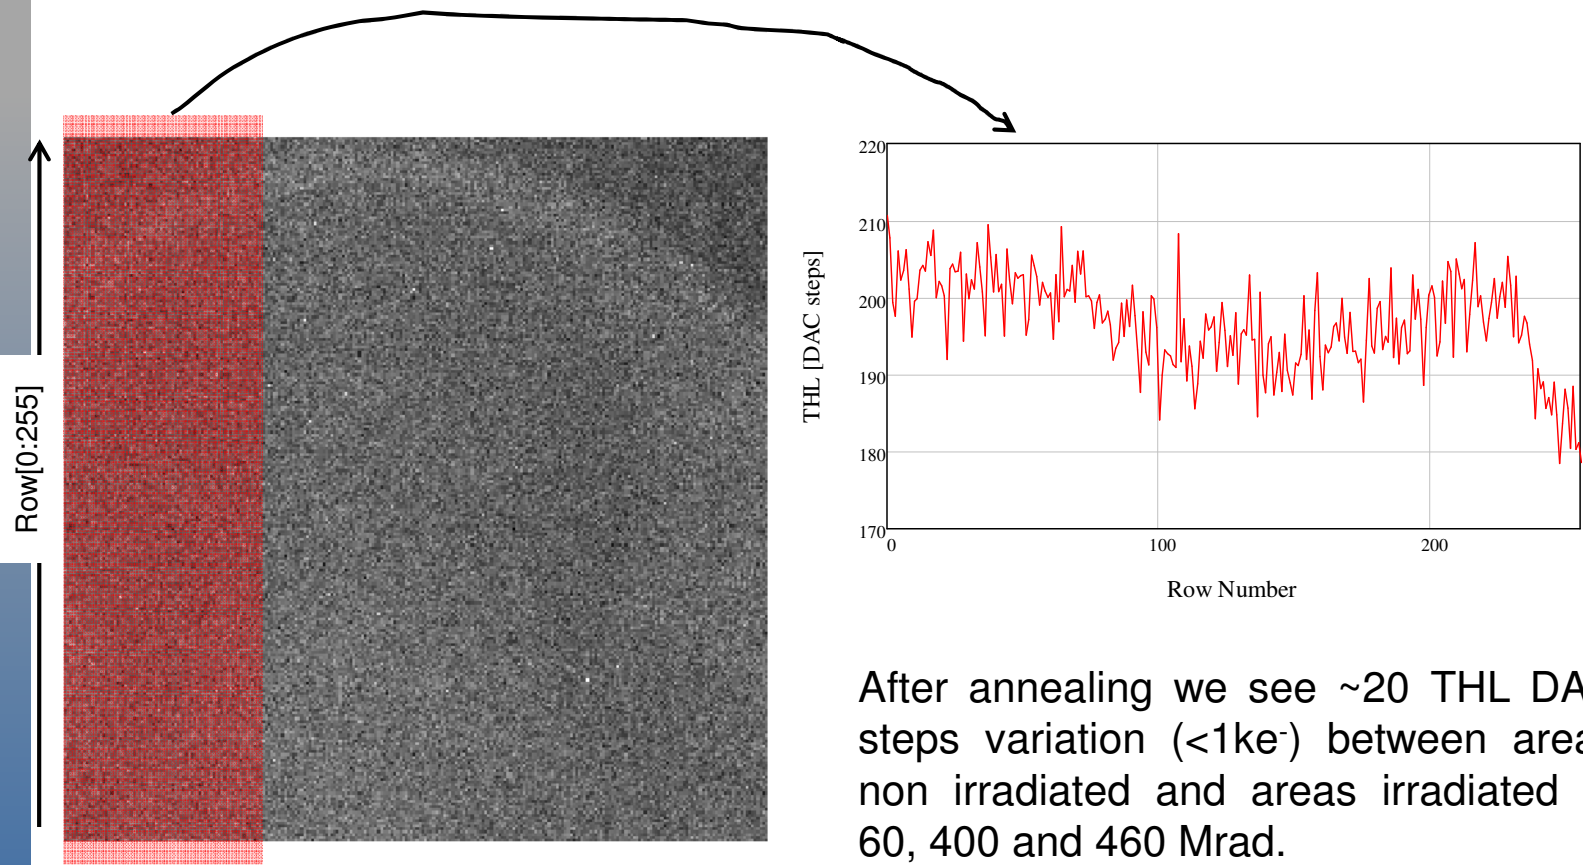 Row[0:255]
220
210
200
190
180
170
0
100
200
THL [DAC steps]
Row Number
After annealing we see ~20 THL DA
steps variation (<1ke-) between area
non irradiated and areas irradiated
60, 400 and 460 Mrad.